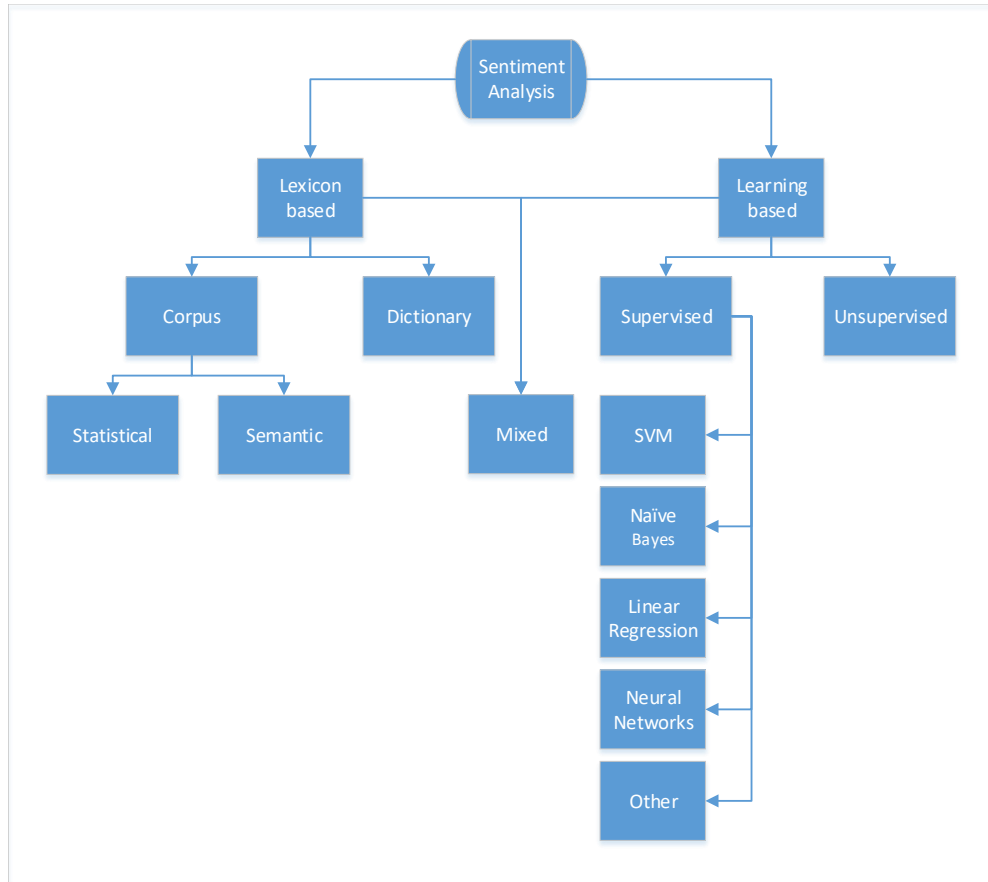 Sentiment
Analysis
Lexicon
based
Learning
based
Corpus
Dictionary
Supervised
Unsupervised
Statistical
Semantic
Mixed
SVM
Naïve
Bayes
Linear
Regression
Neural
Networks
Other